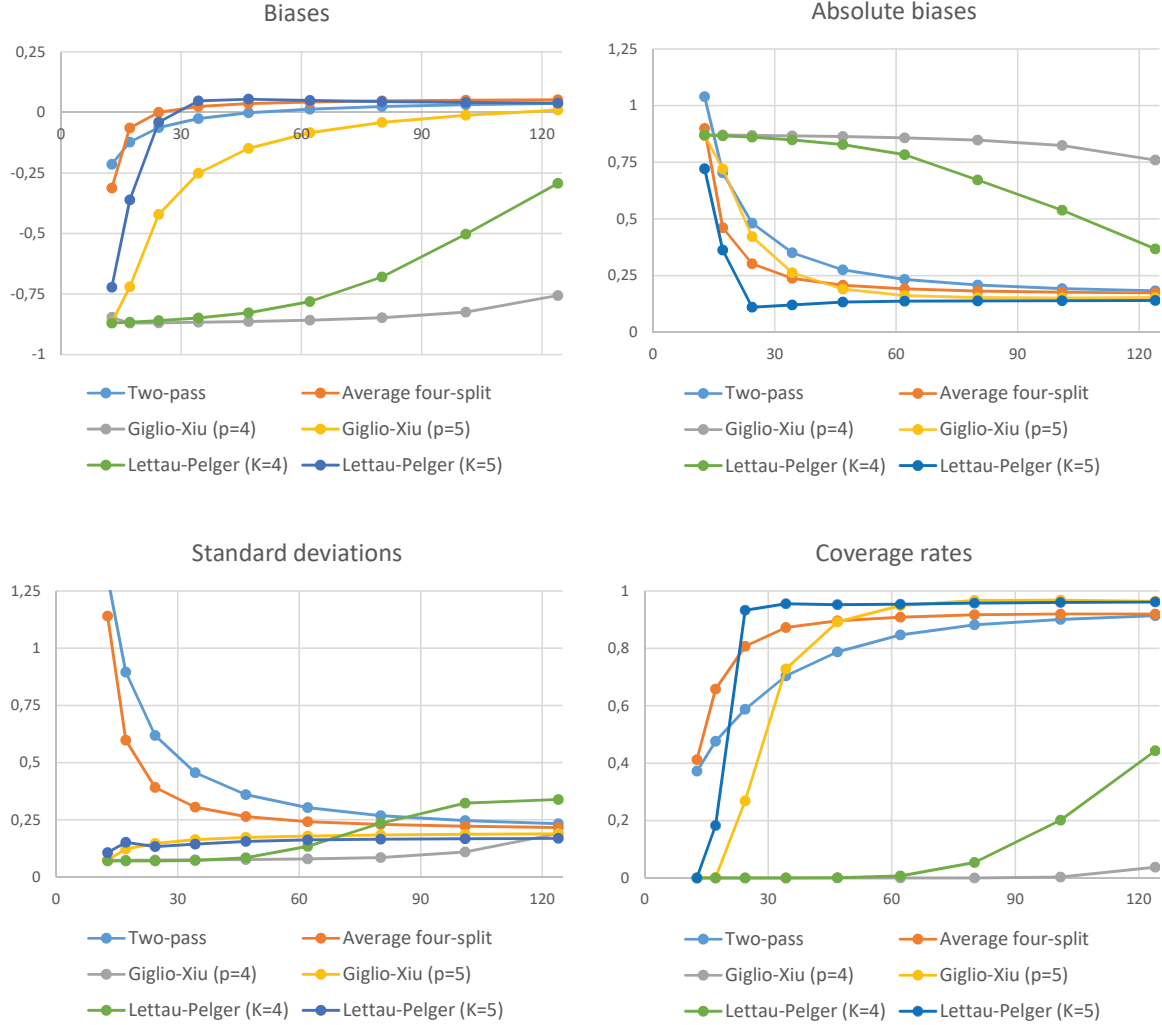 Biases
0,25
0
-0,25
-0,5
-0,75
-1
0 30 60 90 120
Two-pass Average four-split
Giglio-Xiu (p=4) Giglio-Xiu (p=5)
Lettau-Pelger (K=4) Lettau-Pelger (K=5)
Absolute biases
1,25
1
0,75
0,5
0,25
0
0 30 60 90 120
Two-pass Average four-split
Giglio-Xiu (p=4) Giglio-Xiu (p=5)
Lettau-Pelger (K=4) Lettau-Pelger (K=5)
Standard deviations
1,25
1
0,75
0,5
0,25
0
0 30 60 90 120
Two-pass Average four-split
Giglio-Xiu (p=4) Giglio-Xiu (p=5)
Lettau-Pelger (K=4) Lettau-Pelger (K=5)
Coverage rates
1
0,8
0,6
0,4
0,2
0
0 30 60 90 120
Two-pass Average four-split
Giglio-Xiu (p=4) Giglio-Xiu (p=5)
Lettau-Pelger (K=4) Lettau-Pelger (K=5)